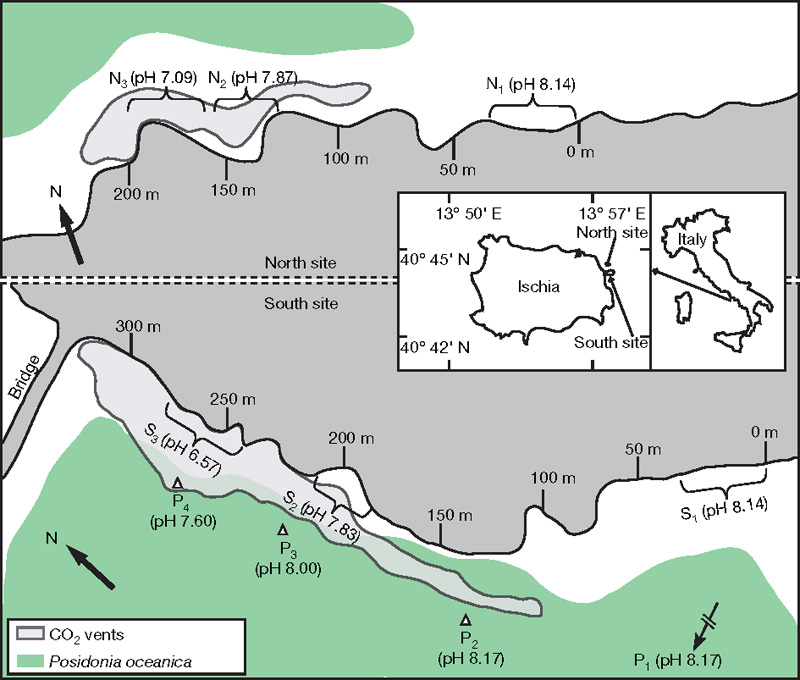 N₃ (pH 7.09) N₂ (pH 7.87)
N₁ (pH 8.14)
0 m
50 m
100 m
150 m
200 m
N
13° 50' E 13° 57' E
North site
40° 45' N
Ischia
Italy
40° 42' N
South site
North site
South site
Bridge
300 m
250 m
200 m
150 m
100 m
50 m
0 m
S₃ (pH 6.57)
S₂ (pH 7.83)
S₁ (pH 8.14)
P₄
(pH 7.60)
P₃
(pH 8.00)
P₂
(pH 8.17)
P₁ (pH 8.17)
N
CO₂ vents
Posidonia oceanica